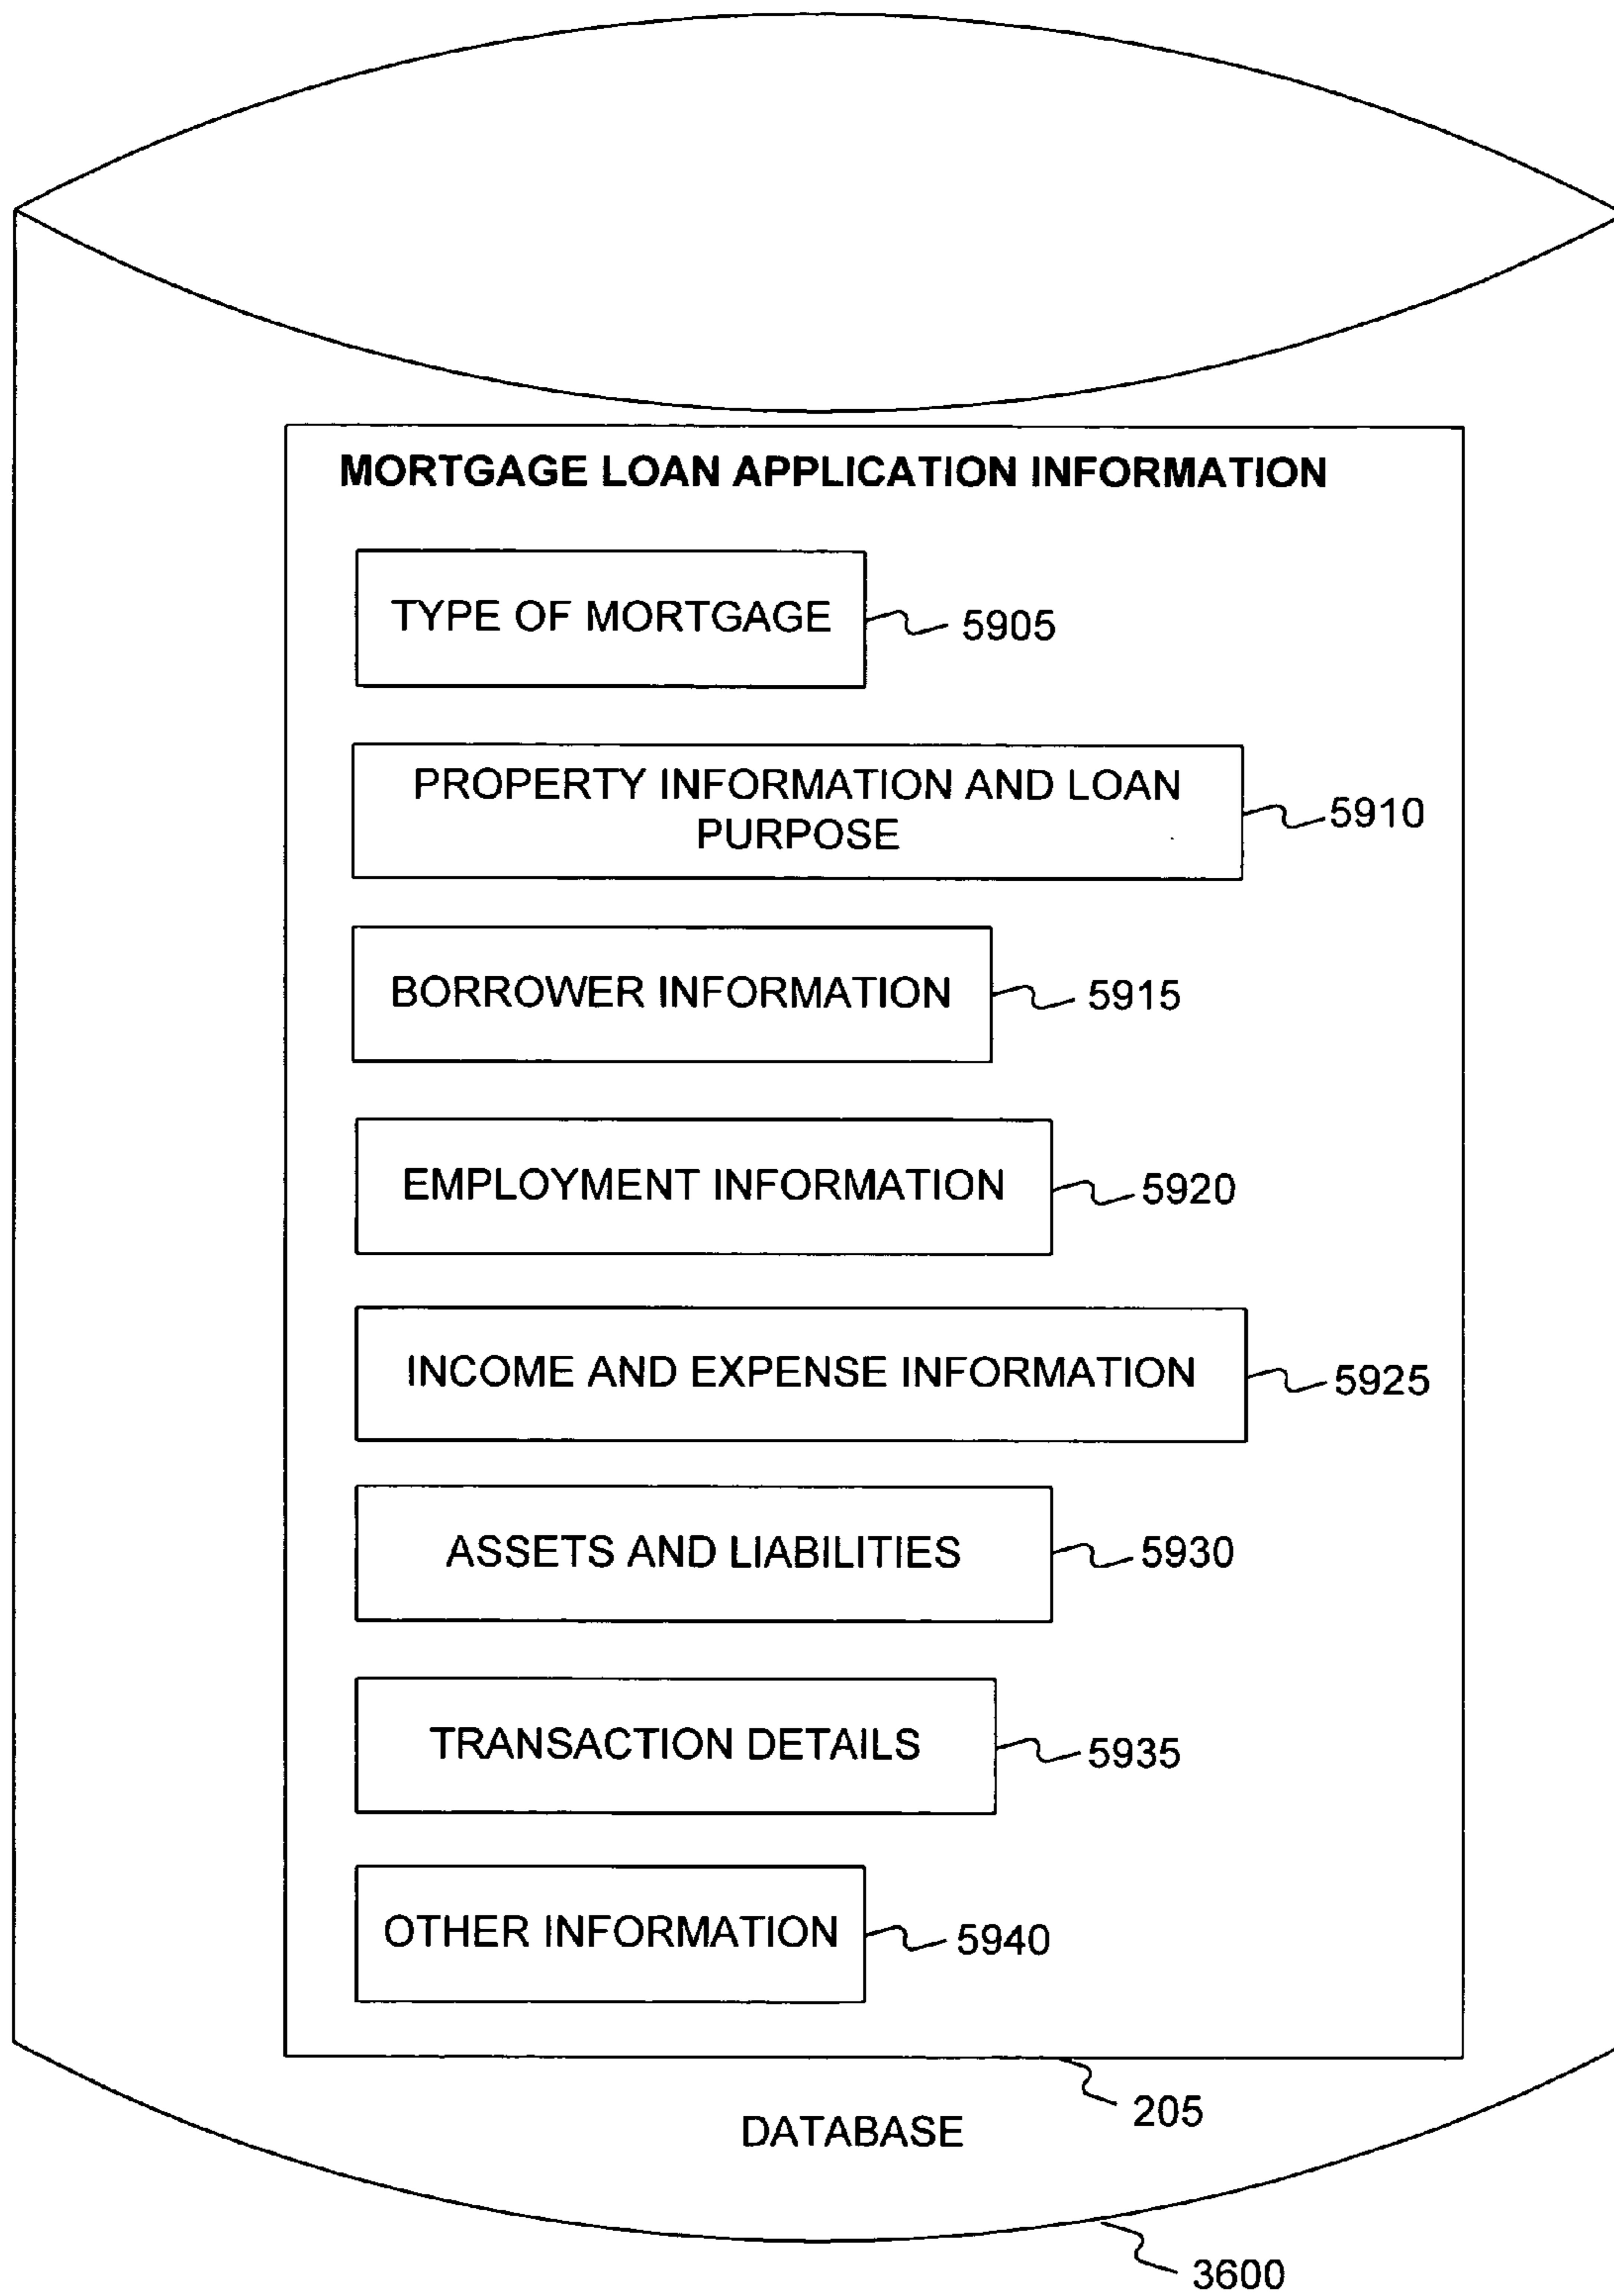 MORTGAGE LOAN APPLICATION INFORMATION
TYPE OF MORTGAGE
5905
PROPERTY INFORMATION AND LOAN
PURPOSE
5910
BORROWER INFORMATION
5915
EMPLOYMENT INFORMATION
5920
INCOME AND EXPENSE INFORMATION
5925
ASSETS AND LIABILITIES
5930
TRANSACTION DETAILS
5935
OTHER INFORMATION
5940
205
DATABASE
3600